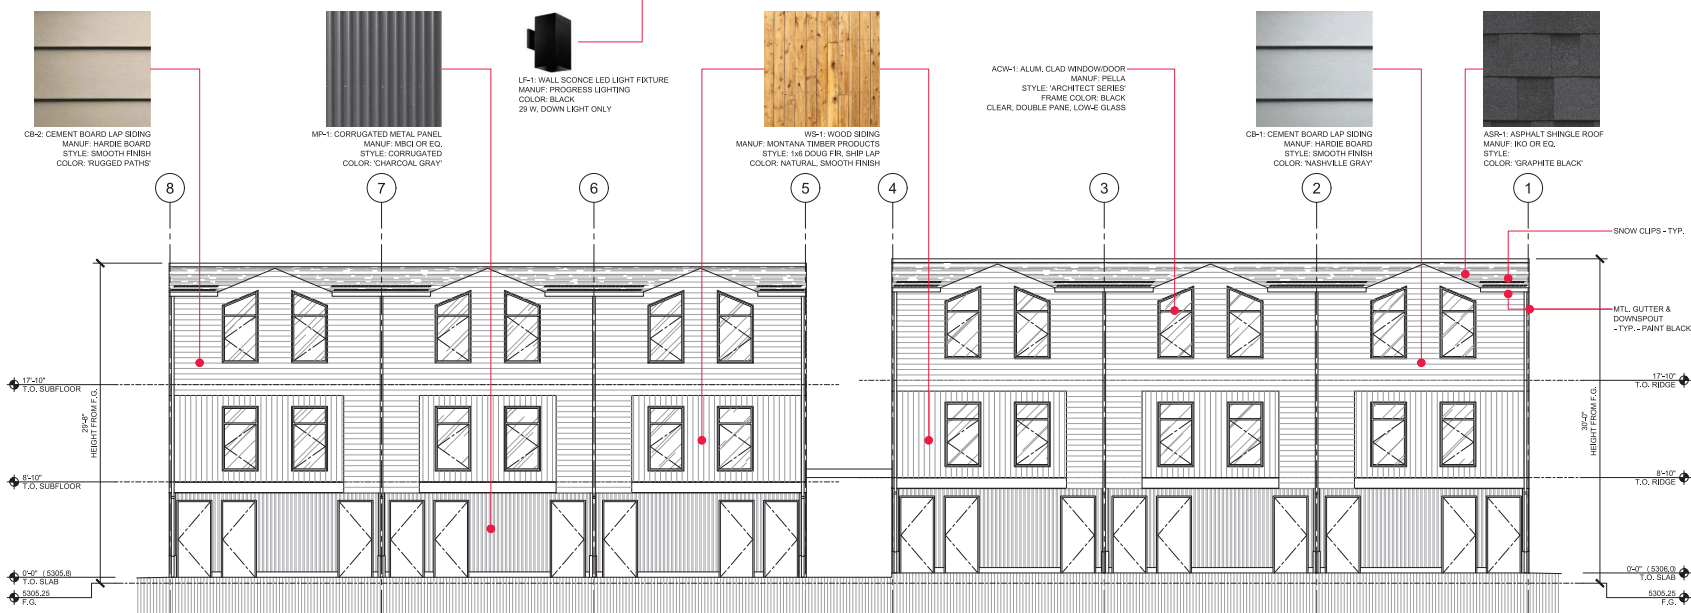 CB-2: CEMENT BOARD LAP SIDING
MANUF: HARDIE BOARD
STYLE: SMOOTH FINISH
COLOR: 'RUGGED PATHS'
MP-1: CORRUGATED METAL PANEL
MANUF: MBCI OR EQ.
STYLE: CORRUGATED
COLOR: 'CHARCOAL GRAY'
LF-1: WALL SCONCE LED LIGHT FIXTURE
MANUF: PROGRESS LIGHTING
COLOR: BLACK
29 W, DOWN LIGHT ONLY
WS-1: WOOD SIDING
MANUF: MONTANA TIMBER PRODUCTS
STYLE: 1x6 DOUG FIR, SHIP LAP
COLOR: NATURAL, SMOOTH FINISH
ACW-1: ALUM. CLAD WINDOW/DOOR
MANUF: PELLA
STYLE: 'ARCHITECT SERIES'
FRAME COLOR: BLACK
CLEAR, DOUBLE PANE, LOW-E GLASS
CB-1: CEMENT BOARD LAP SIDING
MANUF: HARDIE BOARD
STYLE: SMOOTH FINISH
COLOR: 'NASHVILLE GRAY'
ASR-1: ASPHALT SHINGLE ROOF
MANUF: IKO OR EQ.
STYLE:
COLOR: 'GRAPHITE BLACK'
8
7
6
5
4
3
2
1
SNOW CLIPS - TYP.
MTL. GUTTER &
DOWNSPOUT
- TYP. - PAINT BLACK
17'-10"
T.O. SUBFLOOR
29'-6"
HEIGHT FROM F.G.
8'-10"
T.O. SUBFLOOR
0'-0" (5305.8)
T.O. SLAB
5305.25
F.G.
17'-10"
T.O. RIDGE
30'-0"
HEIGHT FROM F.G.
8'-10"
T.O. RIDGE
0'-0" (5306.0)
T.O. SLAB
5305.25
F.G.